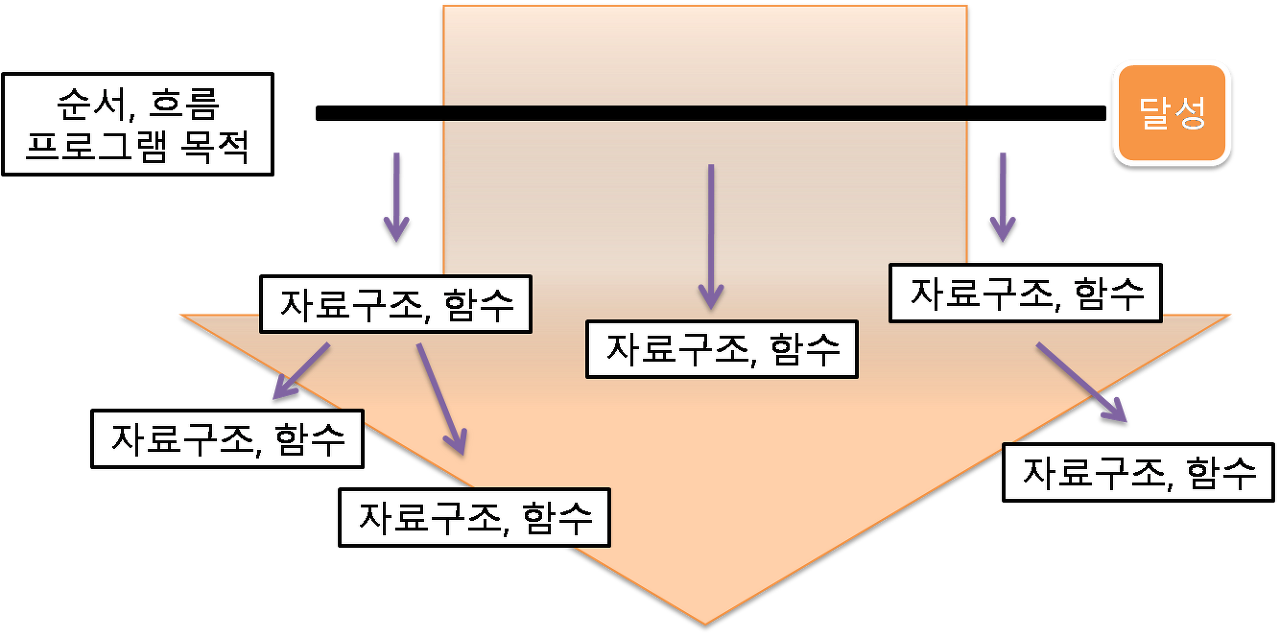 순서, 흐름
프로그램 목적
달성
자료구조, 함수
자료구조, 함수
자료구조, 함수
자료구조, 함수
자료구조, 함수
자료구조, 함수